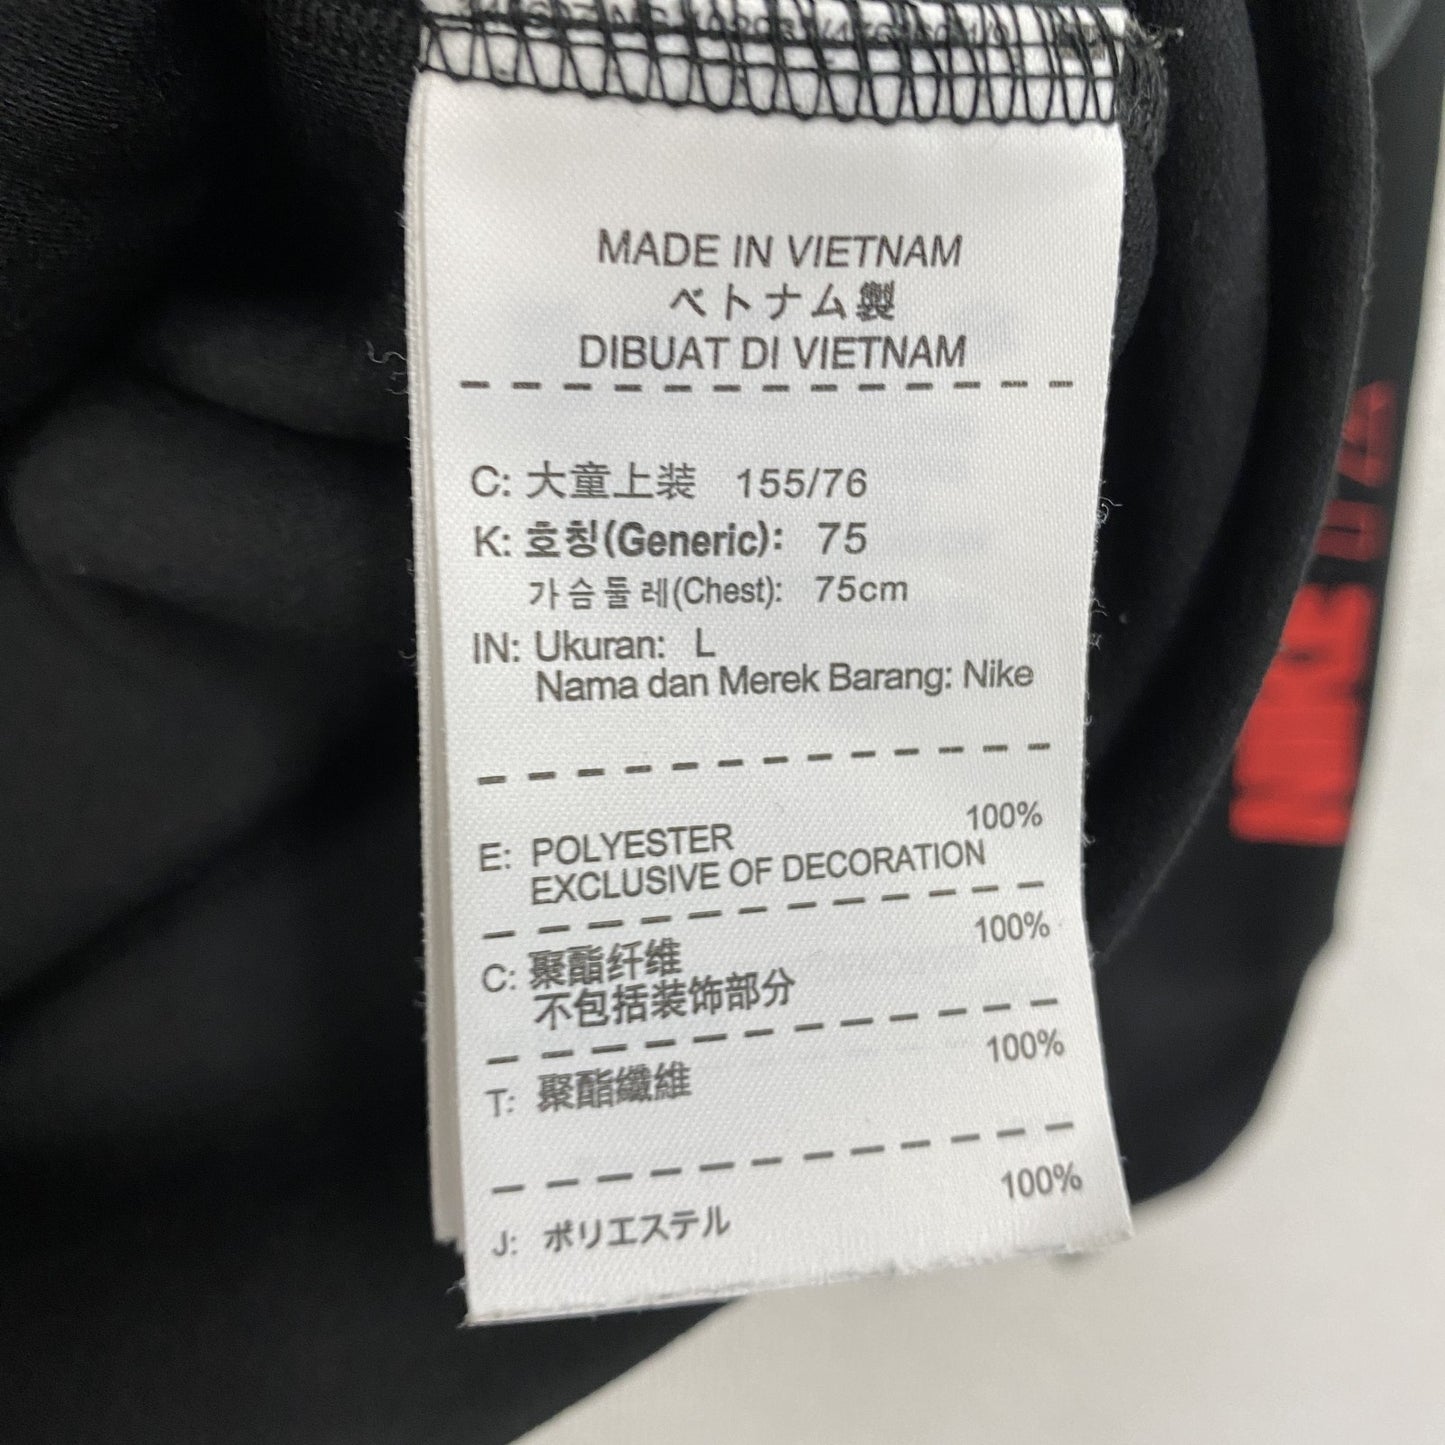 MADE IN VIETNAM
ベトナム製
DIBUAT DI VIETNAM
C: 大童上装 155/76
K: 호칭(Generic): 75
가슴둘레(Chest): 75cm
IN: Ukuran: L
Nama dan Merek Barang: Nike
E: POLYESTER 100%
EXCLUSIVE OF DECORATION
C: 聚酯纤维 100%
不包括装饰部分
T: 聚酯纖維 100%
J: ポリエステル 100%